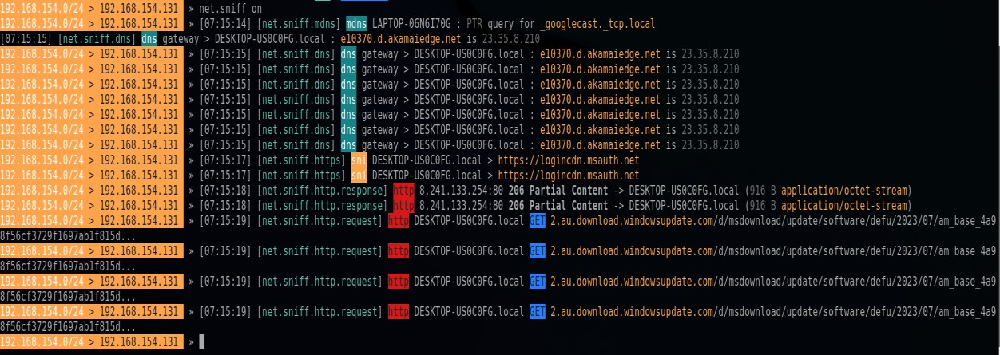 192.168.154.0/24 > 192.168.154.131 » net.sniff on
192.168.154.0/24 > 192.168.154.131 » [07:15:14] [net.sniff.mdns] mdns LAPTOP-06N6I70G : PTR query for _googlecast._tcp.local
[07:15:15] [net.sniff.dns] dns gateway > DESKTOP-US0C0FG.local : e10370.d.akamaiedge.net is 23.35.8.210
192.168.154.0/24 > 192.168.154.131 » [07:15:15] [net.sniff.dns] dns gateway > DESKTOP-US0C0FG.local : e10370.d.akamaiedge.net is 23.35.8.210
192.168.154.0/24 > 192.168.154.131 » [07:15:15] [net.sniff.dns] dns gateway > DESKTOP-US0C0FG.local : e10370.d.akamaiedge.net is 23.35.8.210
192.168.154.0/24 > 192.168.154.131 » [07:15:15] [net.sniff.dns] dns gateway > DESKTOP-US0C0FG.local : e10370.d.akamaiedge.net is 23.35.8.210
192.168.154.0/24 > 192.168.154.131 » [07:15:15] [net.sniff.dns] dns gateway > DESKTOP-US0C0FG.local : e10370.d.akamaiedge.net is 23.35.8.210
192.168.154.0/24 > 192.168.154.131 » [07:15:15] [net.sniff.dns] dns gateway > DESKTOP-US0C0FG.local : e10370.d.akamaiedge.net is 23.35.8.210
192.168.154.0/24 > 192.168.154.131 » [07:15:15] [net.sniff.dns] dns gateway > DESKTOP-US0C0FG.local : e10370.d.akamaiedge.net is 23.35.8.210
192.168.154.0/24 > 192.168.154.131 » [07:15:15] [net.sniff.dns] dns gateway > DESKTOP-US0C0FG.local : e10370.d.akamaiedge.net is 23.35.8.210
192.168.154.0/24 > 192.168.154.131 » [07:15:17] [net.sniff.https] sni DESKTOP-US0C0FG.local > https://logincdn.msauth.net
192.168.154.0/24 > 192.168.154.131 » [07:15:17] [net.sniff.https] sni DESKTOP-US0C0FG.local > https://logincdn.msauth.net
192.168.154.0/24 > 192.168.154.131 » [07:15:18] [net.sniff.http.response] http 8.241.133.254:80 206 Partial Content -> DESKTOP-US0C0FG.local (916 B application/octet-stream)
192.168.154.0/24 > 192.168.154.131 » [07:15:18] [net.sniff.http.response] http 8.241.133.254:80 206 Partial Content -> DESKTOP-US0C0FG.local (916 B application/octet-stream)
192.168.154.0/24 > 192.168.154.131 » [07:15:19] [net.sniff.http.request] http DESKTOP-US0C0FG.local GET 2.au.download.windowsupdate.com/d/msdownload/update/software/defu/2023/07/am_base_4a9
8f56cf3729f1697ab1f815d...
192.168.154.0/24 > 192.168.154.131 » [07:15:19] [net.sniff.http.request] http DESKTOP-US0C0FG.local GET 2.au.download.windowsupdate.com/d/msdownload/update/software/defu/2023/07/am_base_4a9
8f56cf3729f1697ab1f815d...
192.168.154.0/24 > 192.168.154.131 » [07:15:19] [net.sniff.http.request] http DESKTOP-US0C0FG.local GET 2.au.download.windowsupdate.com/d/msdownload/update/software/defu/2023/07/am_base_4a9
8f56cf3729f1697ab1f815d...
192.168.154.0/24 > 192.168.154.131 » [07:15:19] [net.sniff.http.request] http DESKTOP-US0C0FG.local GET 2.au.download.windowsupdate.com/d/msdownload/update/software/defu/2023/07/am_base_4a9
8f56cf3729f1697ab1f815d...
192.168.154.0/24 > 192.168.154.131 »